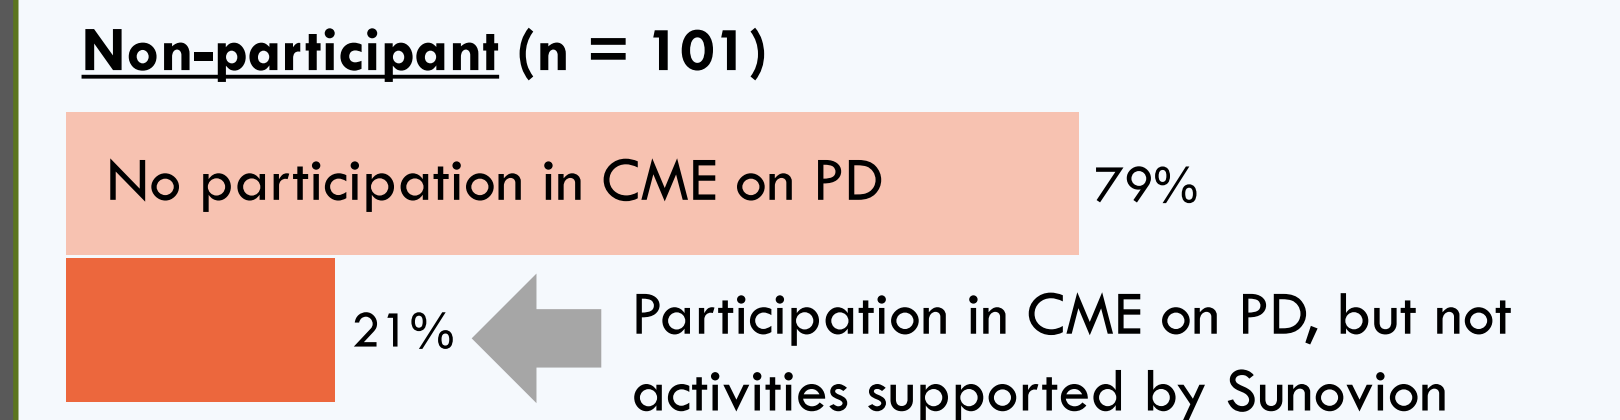 Non-participant (n = 101)
No participation in CME on PD
79%
21%
Participation in CME on PD, but not
activities supported by Sunovion